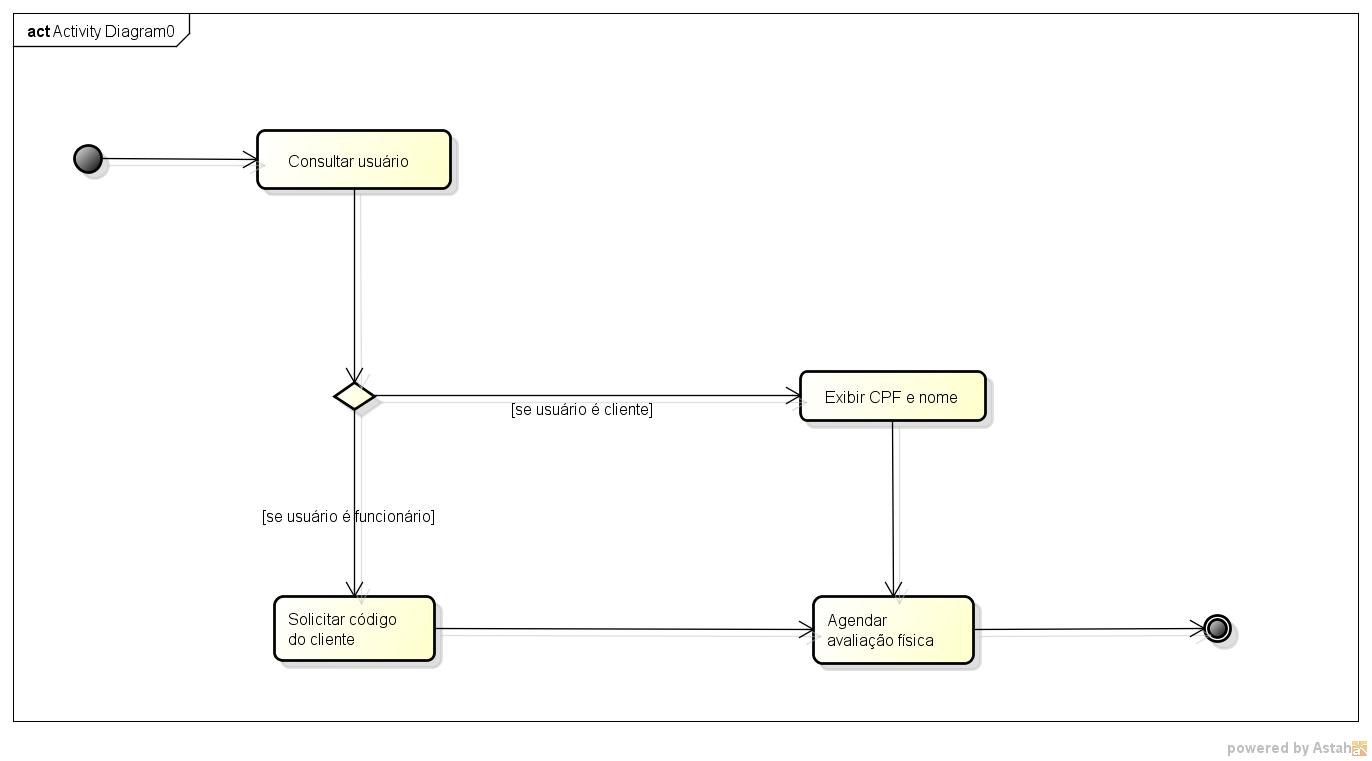 act Activity Diagram0
Consultar usuário
Exibir CPF e nome
[se usuário é cliente]
[se usuário é funcionário]
Solicitar código
do cliente
Agendar
avaliação física
powered by Astah